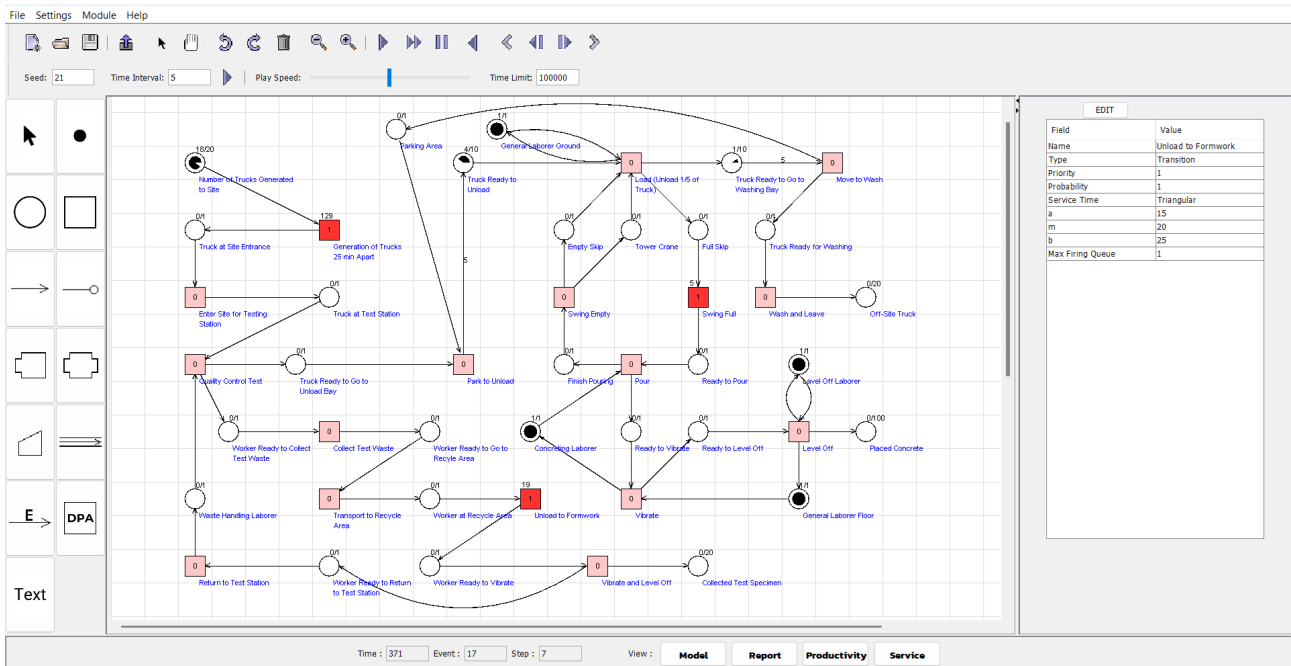 File Settings Module Help
Seed: 21 Time Interval: 5 Play Speed: Time Limit: 100000
EDIT
Field Value
Name Unload to Formwork
Type Transition
Priority 1
Probability 1
Service Time Triangular
a 15
m 20
b 25
Max Firing Queue 1
0/1
Parking Area
1/1
General Laborer Ground
18/20
Number of Trucks Generated
to Site
4/10
Truck Ready to
Unload
0
Load (Unload 1/5 of
Truck)
1/10
Truck Ready to Go to
Washing Bay
5
0
Move to Wash
0/1
Truck at Site Entrance
129
1
Generation of Trucks
25 min Apart
5
0/1
Empty Skip
0/1
Tower Crane
0/1
Full Skip
0/1
Truck Ready for Washing
0
Enter Site for Testing
Station
0/1
Truck at Test Station
0
Swing Empty
5
1
Swing Full
0
Wash and Leave
0/20
Off-Site Truck
0
Quality Control Test
0/1
Truck Ready to Go to
Unload Bay
0
Park to Unload
0/1
Finish Pouring
0
Pour
0/1
Ready to Pour
1/1
Level Off Laborer
0/1
Worker Ready to Collect
Test Waste
0
Collect Test Waste
0/1
Worker Ready to Go to
Recyle Area
1/1
Concreting Laborer
0/1
Ready to Vibrate
0/1
Ready to Level Off
0
Level Off
0/100
Placed Concrete
0/1
Waste Handling Laborer
0
Transport to Recycle
Area
0/1
Worker at Recycle Area
19
1
Unload to Formwork
0
Vibrate
1/1
General Laborer Floor
0
Return to Test Station
0/1
Worker Ready to Return
to Test Station
0/1
Worker Ready to Vibrate
0
Vibrate and Level Off
0/20
Collected Test Specimen
E
DPA
Text
Time : 371 Event : 17 Step : 7 View : Model Report Productivity Service